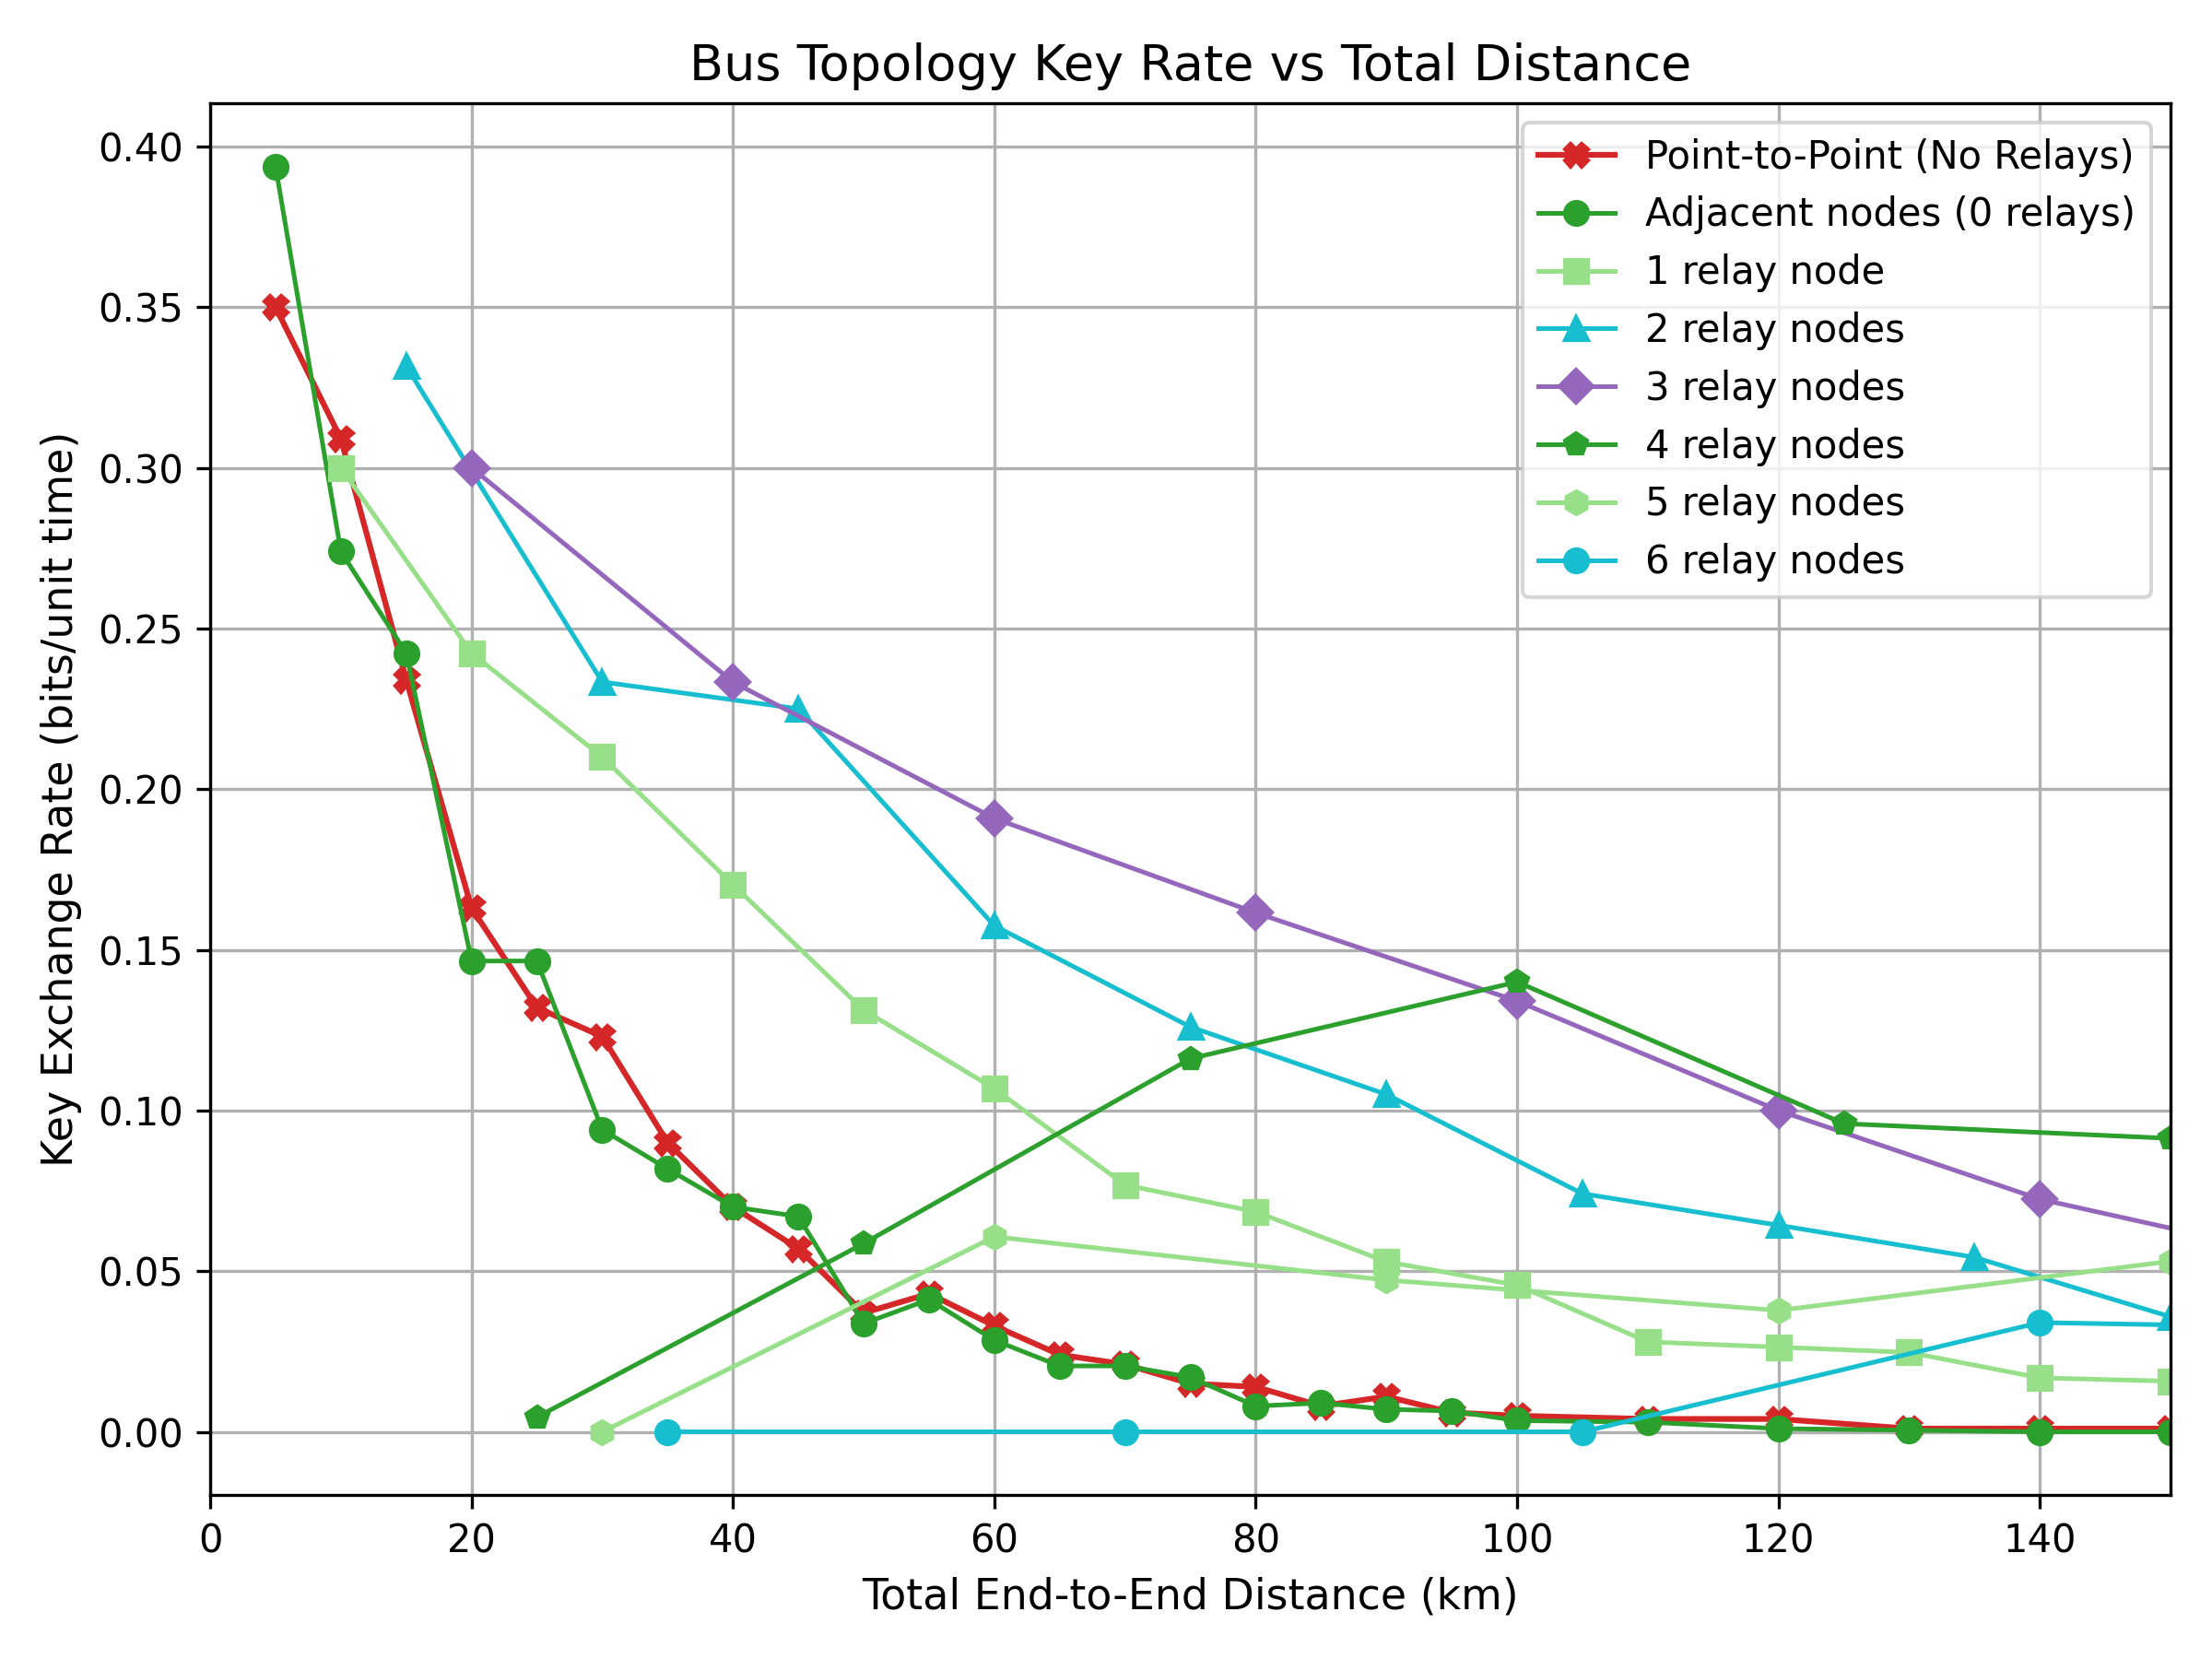 Bus Topology Key Rate vs Total Distance
Key Exchange Rate (bits/unit time)
0.40
0.35
0.30
0.25
0.20
0.15
0.10
0.05
0.00
Point-to-Point (No Relays)
Adjacent nodes (0 relays)
1 relay node
2 relay nodes
3 relay nodes
4 relay nodes
5 relay nodes
6 relay nodes
0 20 40 60 80 100 120 140
Total End-to-End Distance (km)